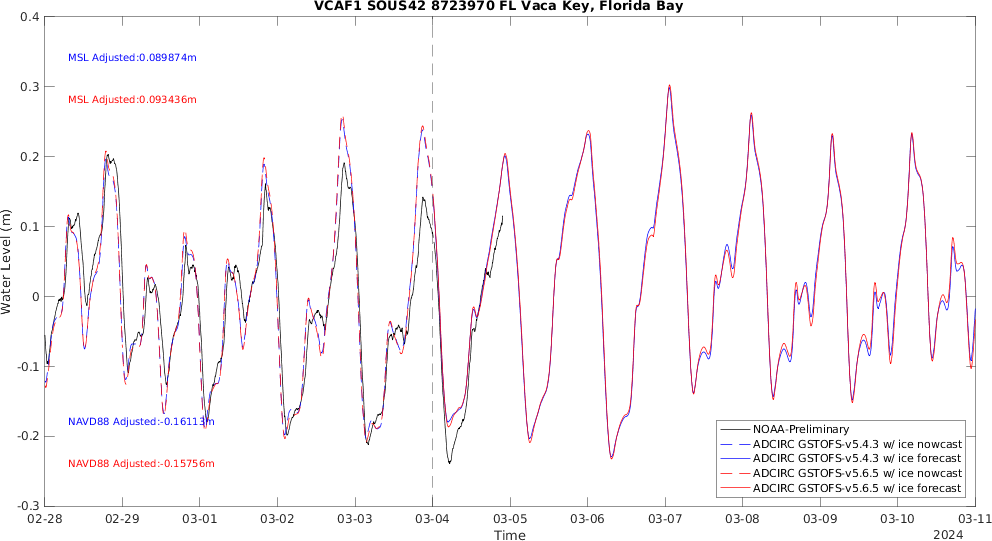 VCAF1 SOUS42 8723970 FL Vaca Key, Florida Bay
0.4
0.3
0.2
0.1
0
-0.1
-0.2
-0.3
Water Level (m)
MSL Adjusted:0.089874m
MSL Adjusted:0.093436m
NAVD88 Adjusted:-0.16113m
NAVD88 Adjusted:-0.15756m
NOAA-Preliminary
ADCIRC GSTOFS-v5.4.3 w/ ice nowcast
ADCIRC GSTOFS-v5.4.3 w/ ice forecast
ADCIRC GSTOFS-v5.6.5 w/ ice nowcast
ADCIRC GSTOFS-v5.6.5 w/ ice forecast
02-28 02-29 03-01 03-02 03-03 03-04 03-05 03-06 03-07 03-08 03-09 03-10 03-11
Time
2024